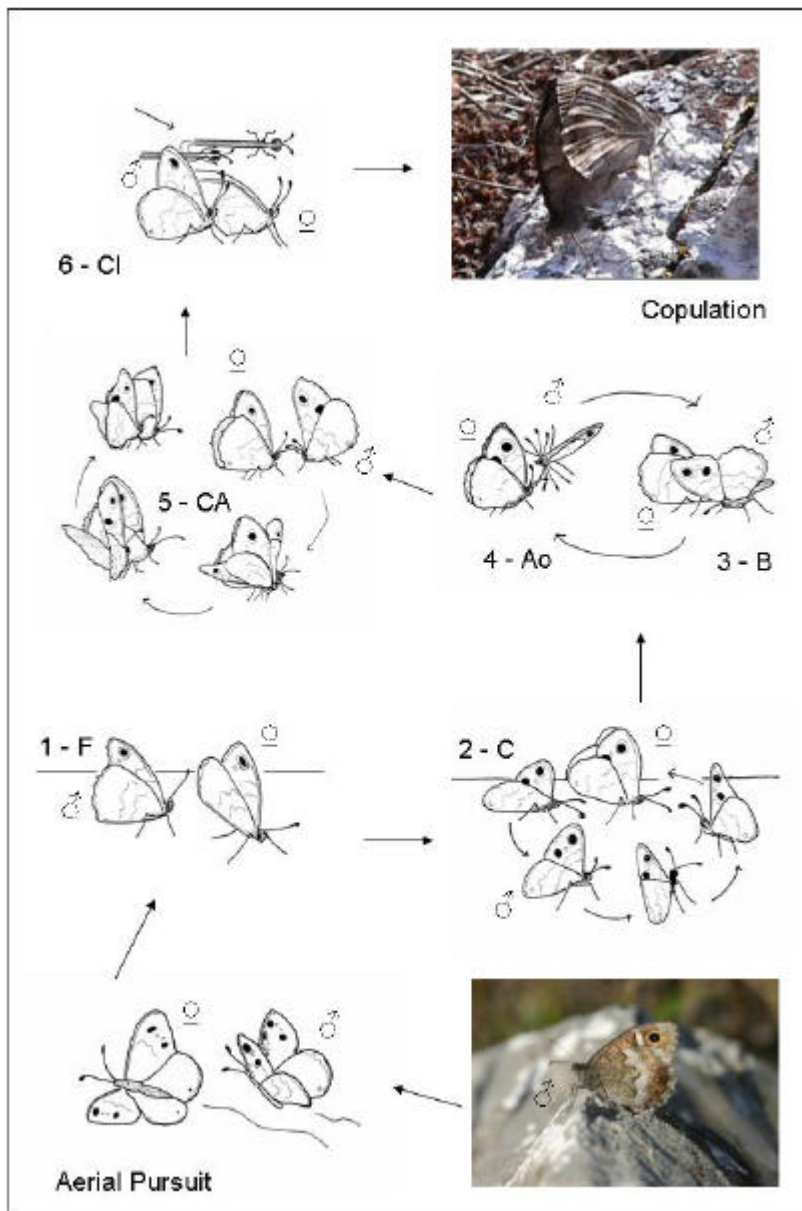 ♂
♀
6 - Cl
Copulation
♀
♂
5 - CA
♀
♂
♂
♀
4 - Ao
3 - B
1 - F
♀
♂
2 - C
♀
♂
♀
♂
♂
Aerial Pursuit